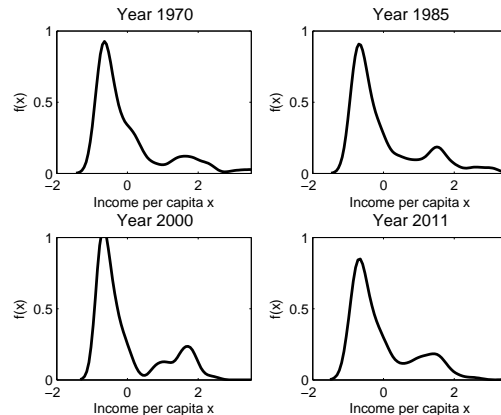 Year 1970
1
0.5
0
f(x)
−2
0
2
Income per capita x
Year 1985
1
0.5
0
f(x)
−2
0
2
Income per capita x
Year 2000
1
0.5
0
f(x)
−2
0
2
Income per capita x
Year 2011
1
0.5
0
f(x)
−2
0
2
Income per capita x